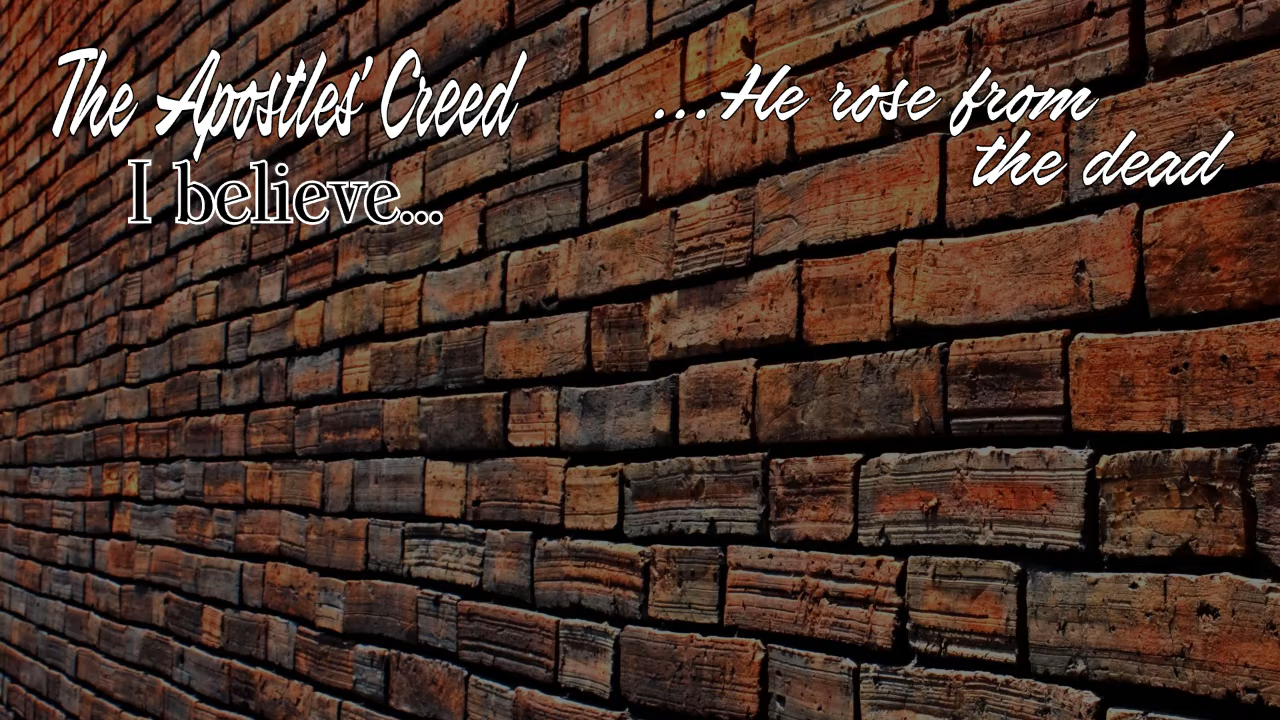 The Apostles' Creed
I believe...
...He rose from
the dead